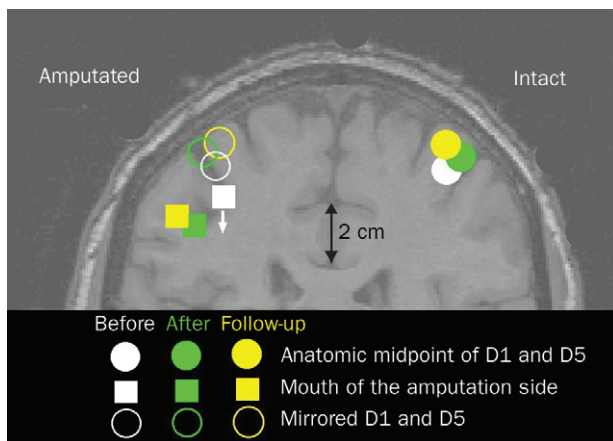 Amputated
Intact
2 cm
Before After Follow-up
Anatomic midpoint of D1 and D5
Mouth of the amputation side
Mirrored D1 and D5